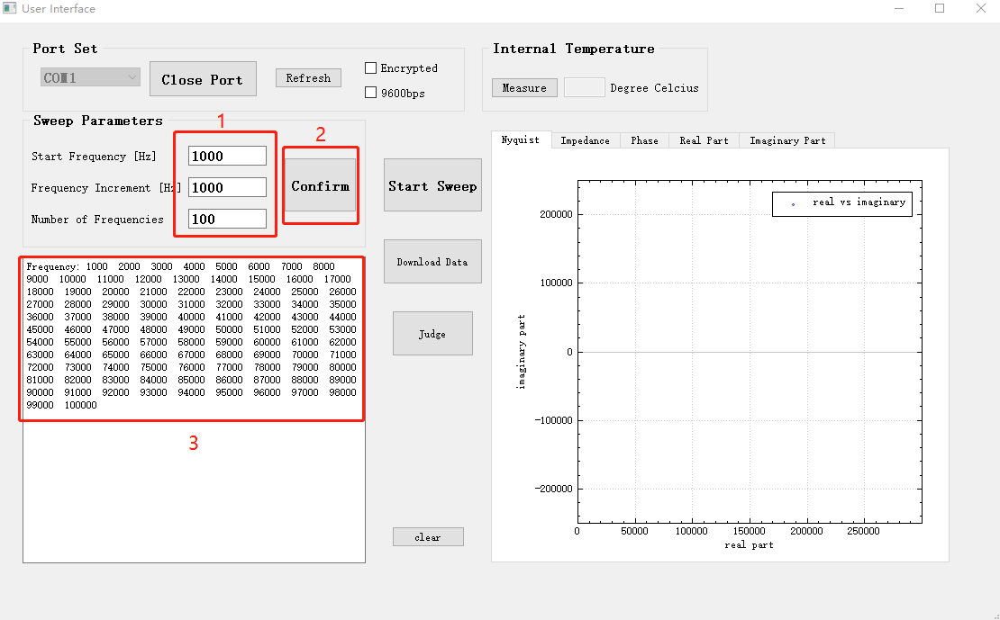 User Interface
Port Set
COM1
Close Port
Refresh
Encrypted
9600bps
Internal Temperature
Measure
Degree Celcius
Sweep Parameters
1
2
Start Frequency [Hz]
1000
Frequency Increment [Hz]
1000
Number of Frequencies
100
Confirm
Start Sweep
Download Data
Judge
clear
Frequency: 1000 2000 3000 4000 5000 6000 7000 8000
9000 10000 11000 12000 13000 14000 15000 16000 17000
18000 19000 20000 21000 22000 23000 24000 25000 26000
27000 28000 29000 30000 31000 32000 33000 34000 35000
36000 37000 38000 39000 40000 41000 42000 43000 44000
45000 46000 47000 48000 49000 50000 51000 52000 53000
54000 55000 56000 57000 58000 59000 60000 61000 62000
63000 64000 65000 66000 67000 68000 69000 70000 71000
72000 73000 74000 75000 76000 77000 78000 79000 80000
81000 82000 83000 84000 85000 86000 87000 88000 89000
90000 91000 92000 93000 94000 95000 96000 97000 98000
99000 100000
3
Nyquist Impedance Phase Real Part Imaginary Part
real vs imaginary
imaginary part
200000
100000
0
-100000
-200000
0 50000 100000 150000 200000 250000
real part